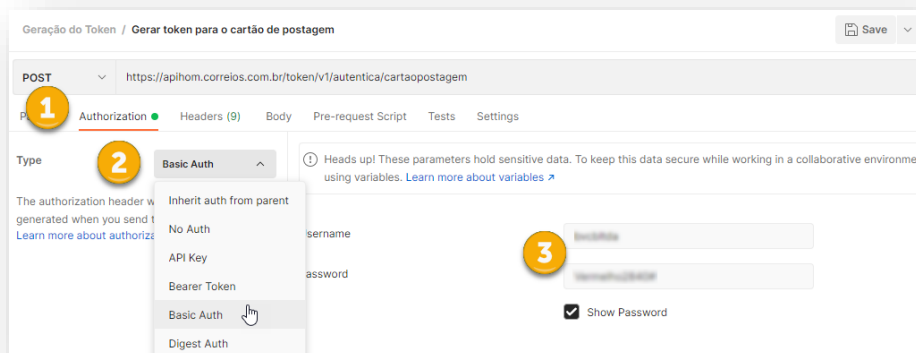 Geração do Token / Gerar token para o cartão de postagem
Save
POST
https://apihom.correios.com.br/token/v1/autentica/cartaopostagem
1
Authorization
Headers (9)
Body
Pre-request Script
Tests
Settings
Type
2
Basic Auth
Heads up! These parameters hold sensitive data. To keep this data secure while working in a collaborative environme
using variables. Learn more about variables ↗
The authorization header w
generated when you send t
Learn more about authoriza
Inherit auth from parent
No Auth
API Key
Bearer Token
Basic Auth
Digest Auth
sername
3
assword
Show Password